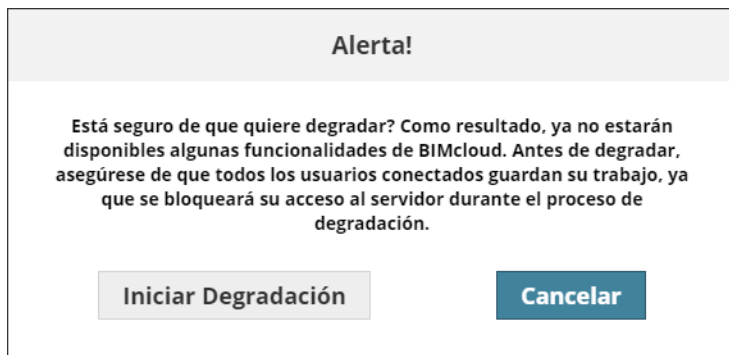 Alerta!
Está seguro de que quiere degradar? Como resultado, ya no estarán
disponibles algunas funcionalidades de BIMcloud. Antes de degradar,
asegúrese de que todos los usuarios conectados guardan su trabajo, ya
que se bloqueará su acceso al servidor durante el proceso de
degradación.
Iniciar Degradación
Cancelar